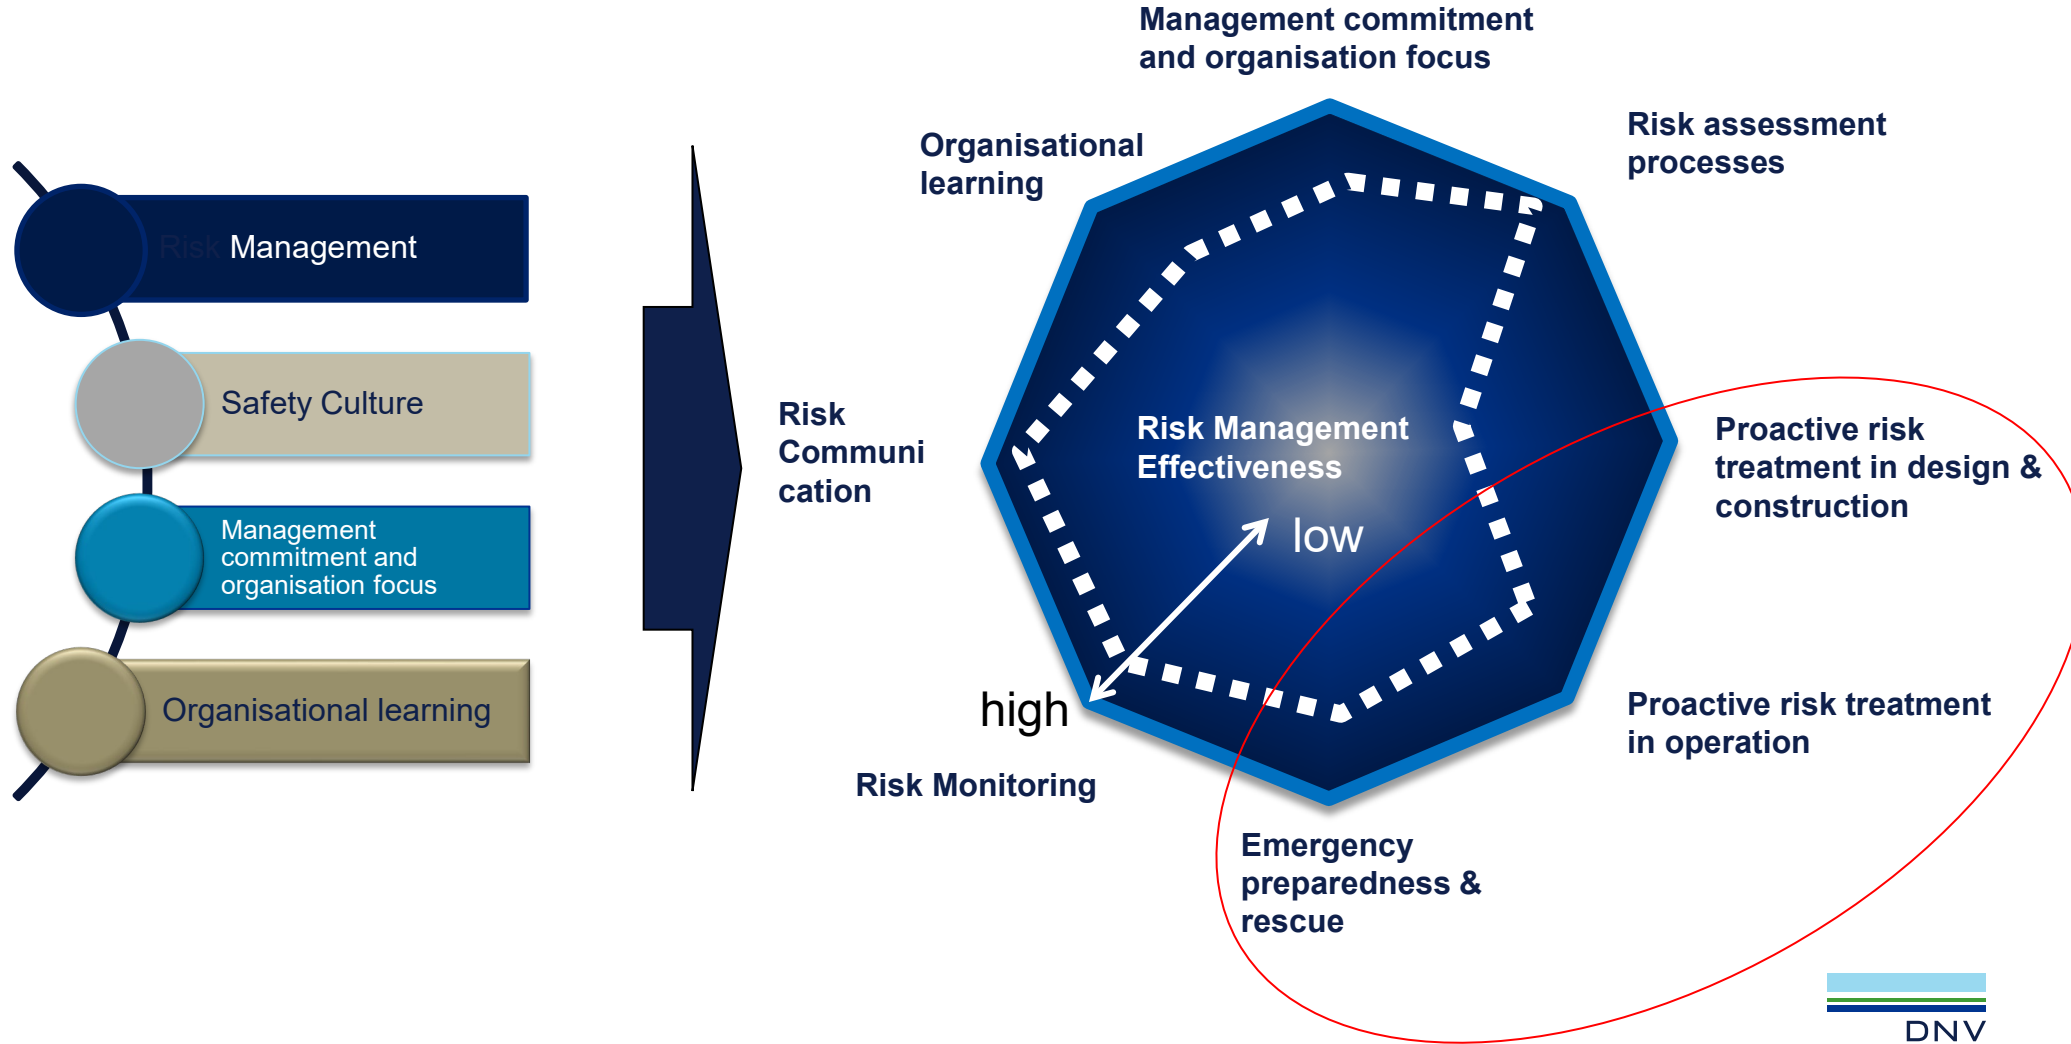 Risk Management
Safety Culture
Management
commitment and
organisation focus
Organisational learning
Management commitment
and organisation focus
Organisational
learning
Risk assessment
processes
Risk
Communi
cation
Risk Management
Effectiveness
low
high
Proactive risk
treatment in design &
construction
Proactive risk treatment
in operation
Risk Monitoring
Emergency
preparedness &
rescue
DNV